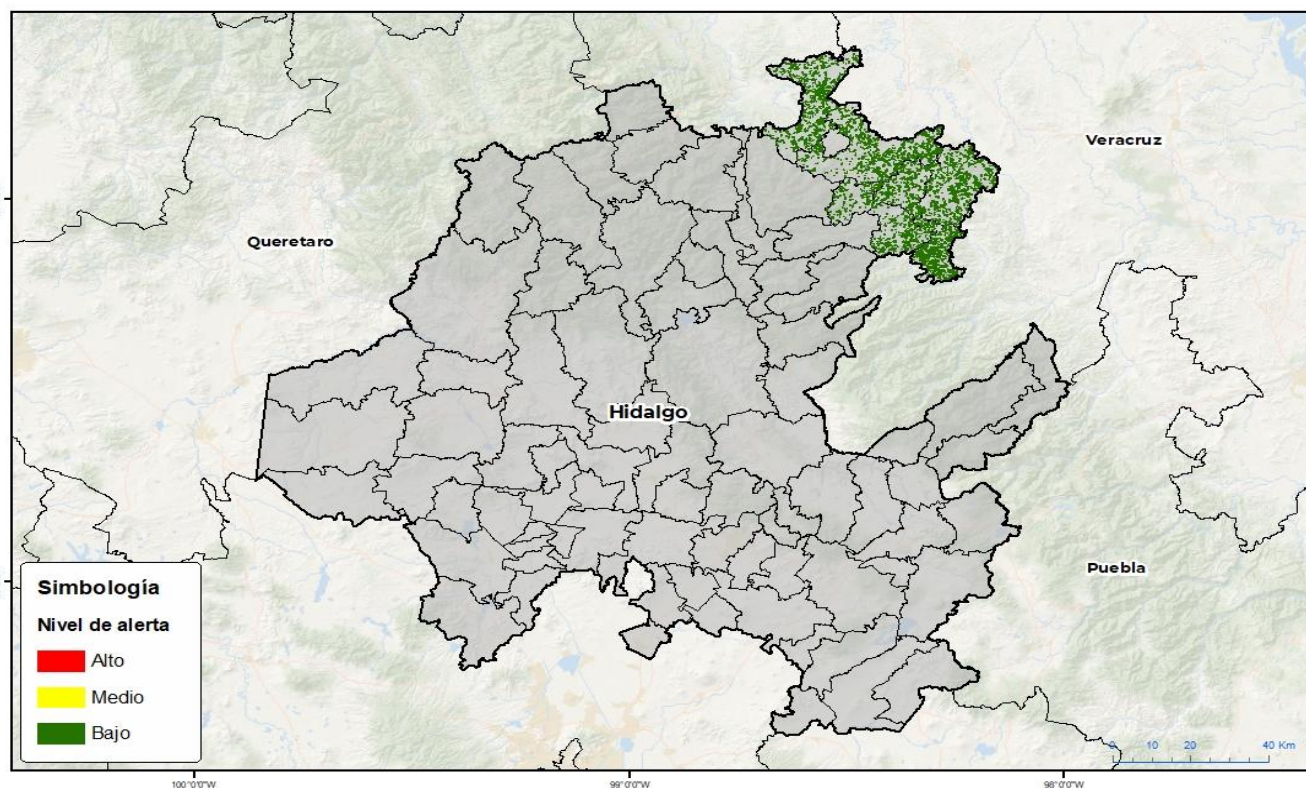 Veracruz
Queretaro
Hidalgo
Puebla
Simbología
Nivel de alerta
Alto
Medio
Bajo
0 10 20 40 Km
100°0'0"W 99°0'0"W 98°0'0"W